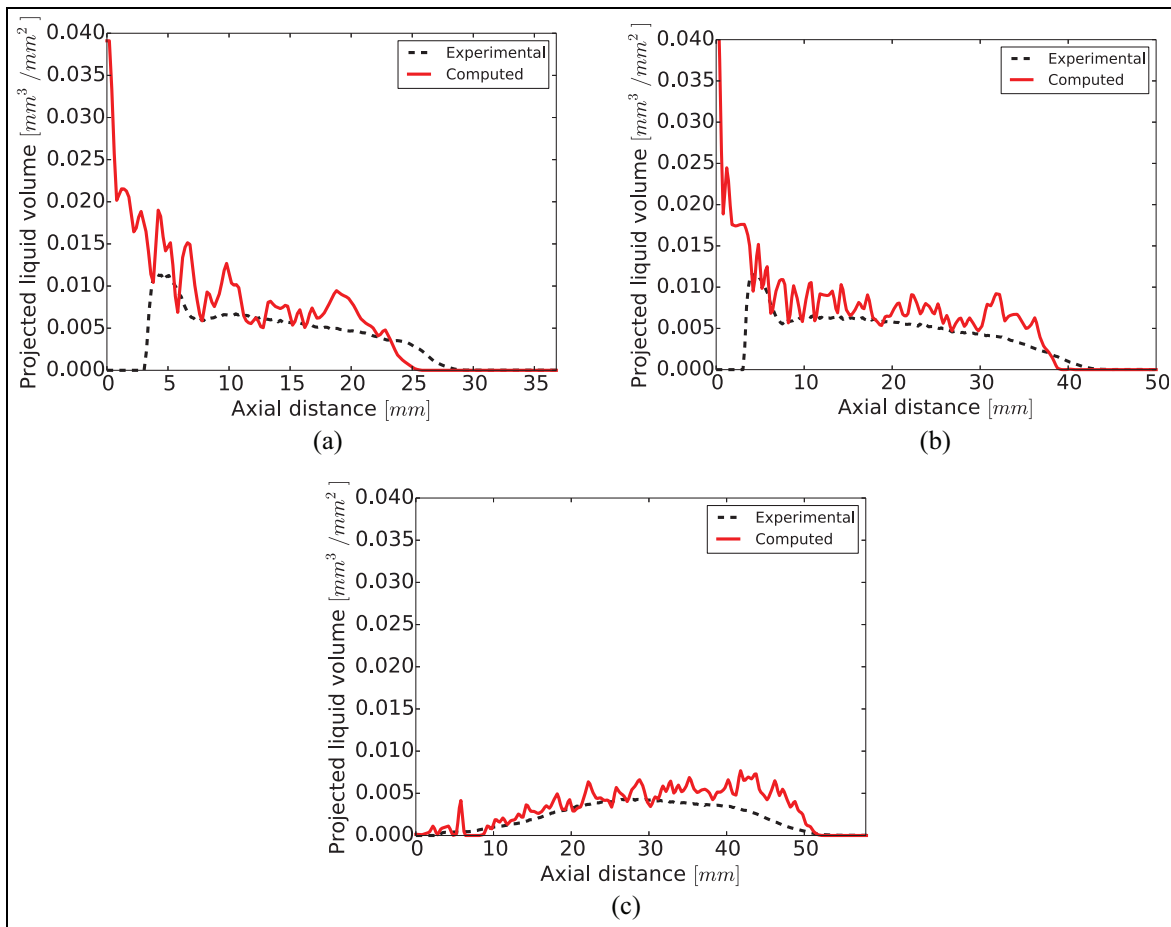 0.040
0.035
0.030
0.025
0.020
0.015
0.010
0.005
0.000
Projected liquid volume [mm³/mm²]
Experimental
Computed
0 5 10 15 20 25 30 35
Axial distance [mm]
(a)
0.040
0.035
0.030
0.025
0.020
0.015
0.010
0.005
0.000
Projected liquid volume [mm³/mm²]
Experimental
Computed
0 10 20 30 40 50
Axial distance [mm]
(b)
0.040
0.035
0.030
0.025
0.020
0.015
0.010
0.005
0.000
Projected liquid volume [mm³/mm²]
Experimental
Computed
0 10 20 30 40 50
Axial distance [mm]
(c)